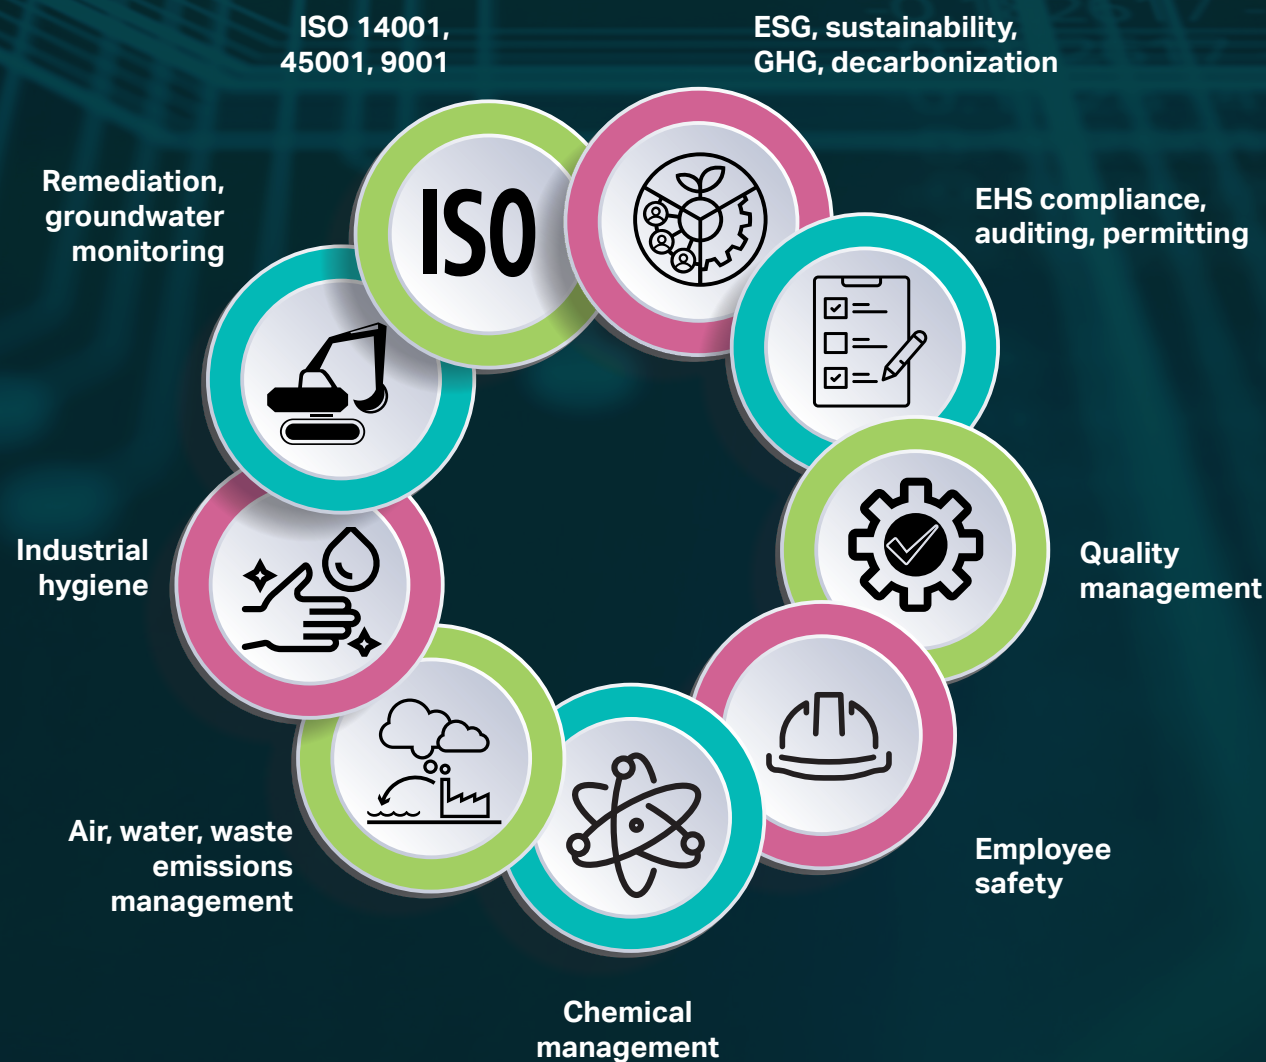 ISO 14001,
45001, 9001
ESG, sustainability,
GHG, decarbonization
EHS compliance,
auditing, permitting
Quality
management
Employee
safety
Chemical
management
Air, water, waste
emissions
management
Industrial
hygiene
Remediation,
groundwater
monitoring
ISO